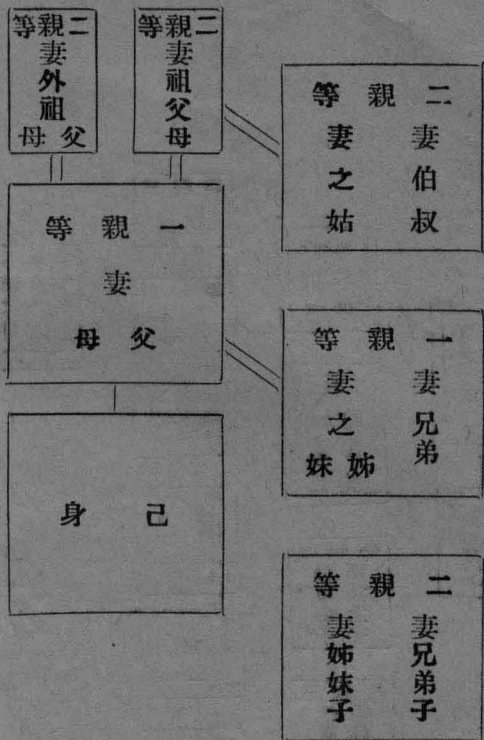 二親等
妻祖父母
二親等
妻外祖父母
二親等
妻伯叔
妻之姑
一親等
妻
父母
一親等
妻兄弟
妻之姊妹
己身
二親等
妻兄弟子
妻姊妹子